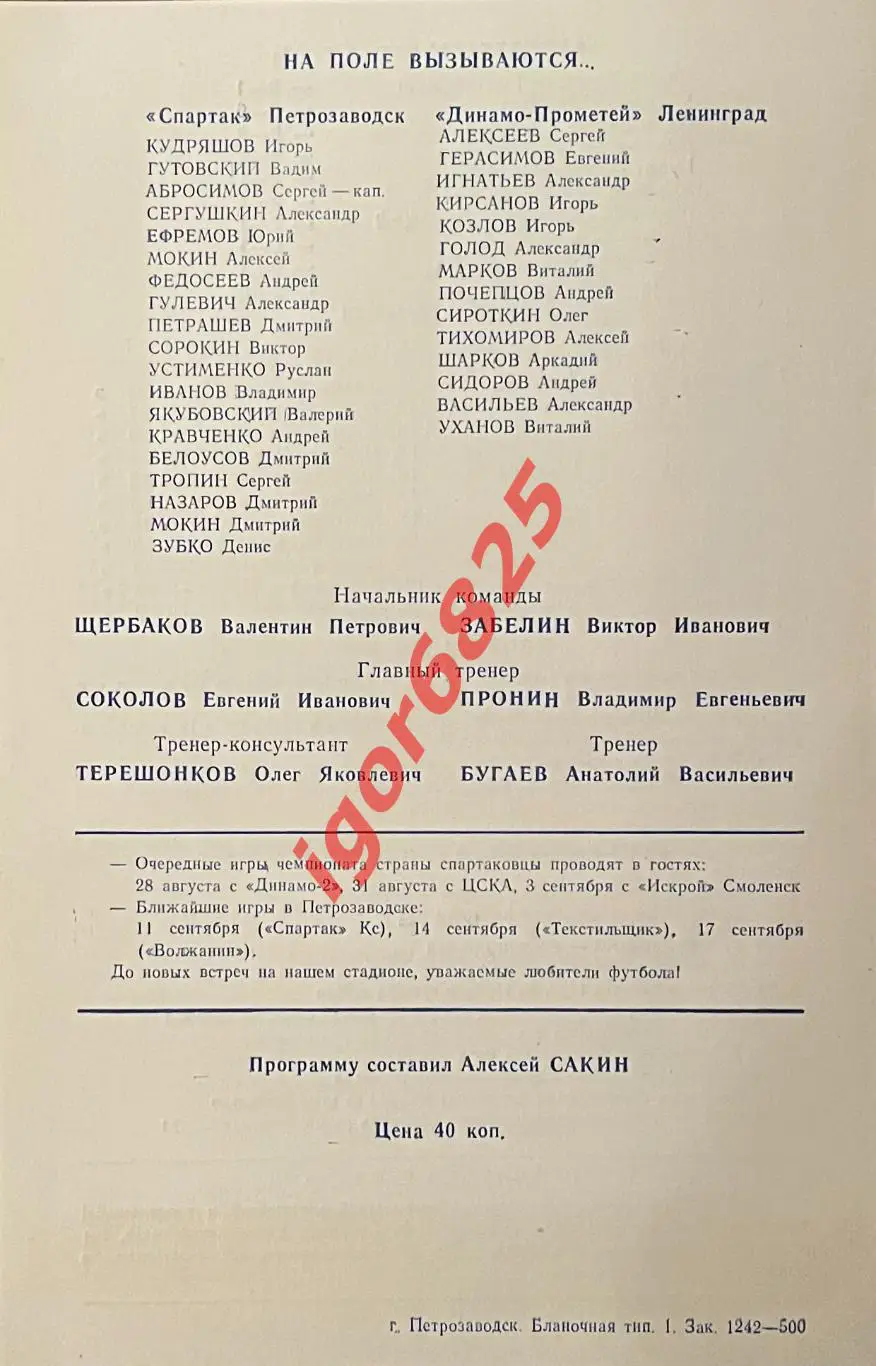 НА ПОЛЕ ВЫЗЫВАЮТСЯ...
«Спартак» Петрозаводск
КУДРЯШОВ Игорь
ГУТОВСКИЙ Вадим
АБРОСИМОВ Сергей — кап.
СЕРГУШКИН Александр
ЕФРЕМОВ Юрий
МОКИН Алексей
ФЕДОСЕЕВ Андрей
ГУЛЕВИЧ Александр
ПЕТРАШЕВ Дмитрий
СОРОКИН Виктор
УСТИМЕНКО Руслан
ИВАНОВ Владимир
ЯКУБОВСКИЙ Валерий
КРАВЧЕНКО Андрей
БЕЛОУСОВ Дмитрий
ТРОПИН Сергей
НАЗАРОВ Дмитрий
МОКИН Дмитрий
ЗУБКО Денис
«Динамо-Прометей» Ленинград
АЛЕКСЕЕВ Сергей
ГЕРАСИМОВ Евгений
ИГНАТЬЕВ Александр
КИРСАНОВ Игорь
КОЗЛОВ Игорь
ГОЛОД Александр
МАРКОВ Виталий
ПОЧЕПЦОВ Андрей
СИРОТКИН Олег
ТИХОМИРОВ Алексей
ШАРКОВ Аркадий
СИДОРОВ Андрей
ВАСИЛЬЕВ Александр
УХАНОВ Виталий
Начальник команды
ЩЕРБАКОВ Валентин Петрович ЗАБЕЛИН Виктор Иванович
Главный тренер
СОКОЛОВ Евгений Иванович ПРОНИН Владимир Евгеньевич
Тренер-консультант Тренер
ТЕРЕШОНКОВ Олег Яковлевич БУГАЕВ Анатолий Васильевич
— Очередные игры чемпионата страны спартаковцы проводят в гостях:
28 августа с «Динамо-2», 31 августа с ЦСКА, 3 сентября с «Искрой» Смоленск
— Ближайшие игры в Петрозаводске:
11 сентября («Спартак» Кс), 14 сентября («Текстильщик»), 17 сентября
(«Волжанин»).
До новых встреч на нашем стадионе, уважаемые любители футбола!
Программу составил Алексей САКИН
Цена 40 коп.
г. Петрозаводск. Бланочная тип. 1. Зак. 1242—500
igor6825